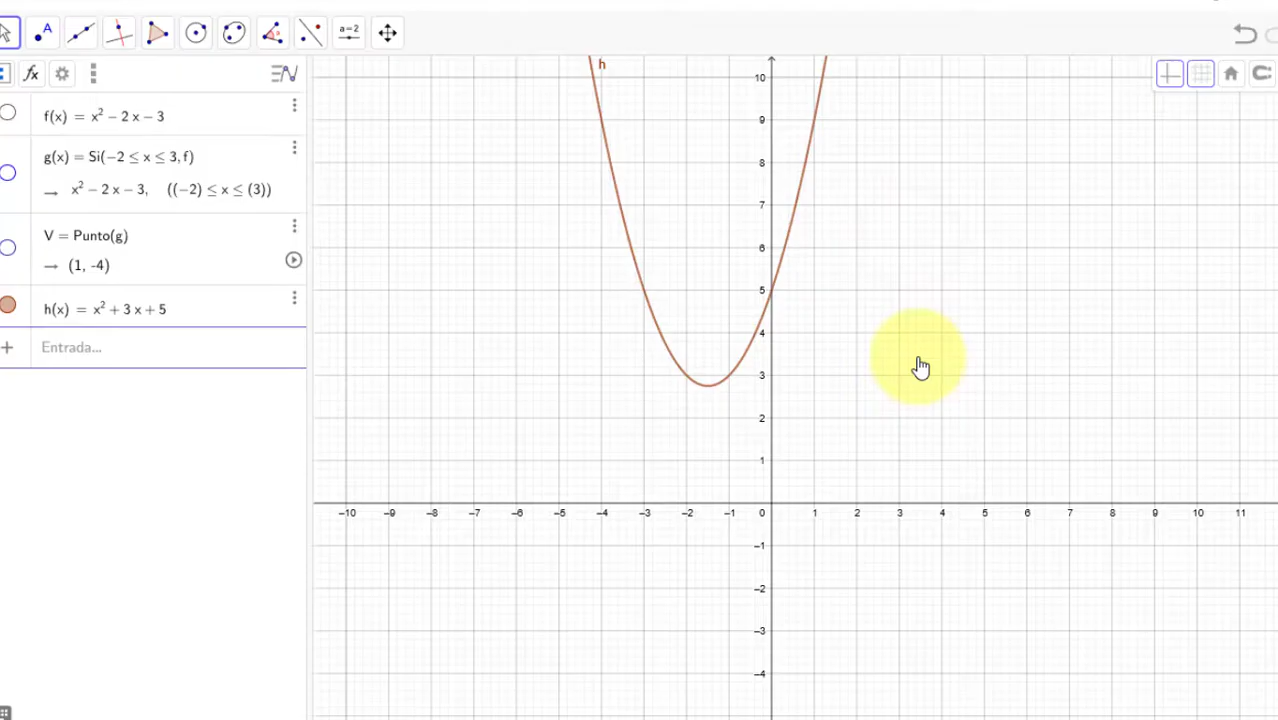 A
a=2
fx
f(x) = x² − 2 x − 3
g(x) = Si(−2 ≤ x ≤ 3, f)
→ x² − 2 x − 3, ((−2) ≤ x ≤ (3))
V = Punto(g)
→ (1, -4)
h(x) = x² + 3 x + 5
+ Entrada...
h
10
9
8
7
6
5
4
3
2
1
−10 −9 −8 −7 −6 −5 −4 −3 −2 −1 0 1 2 3 4 5 6 7 8 9 10 11
−1
−2
−3
−4